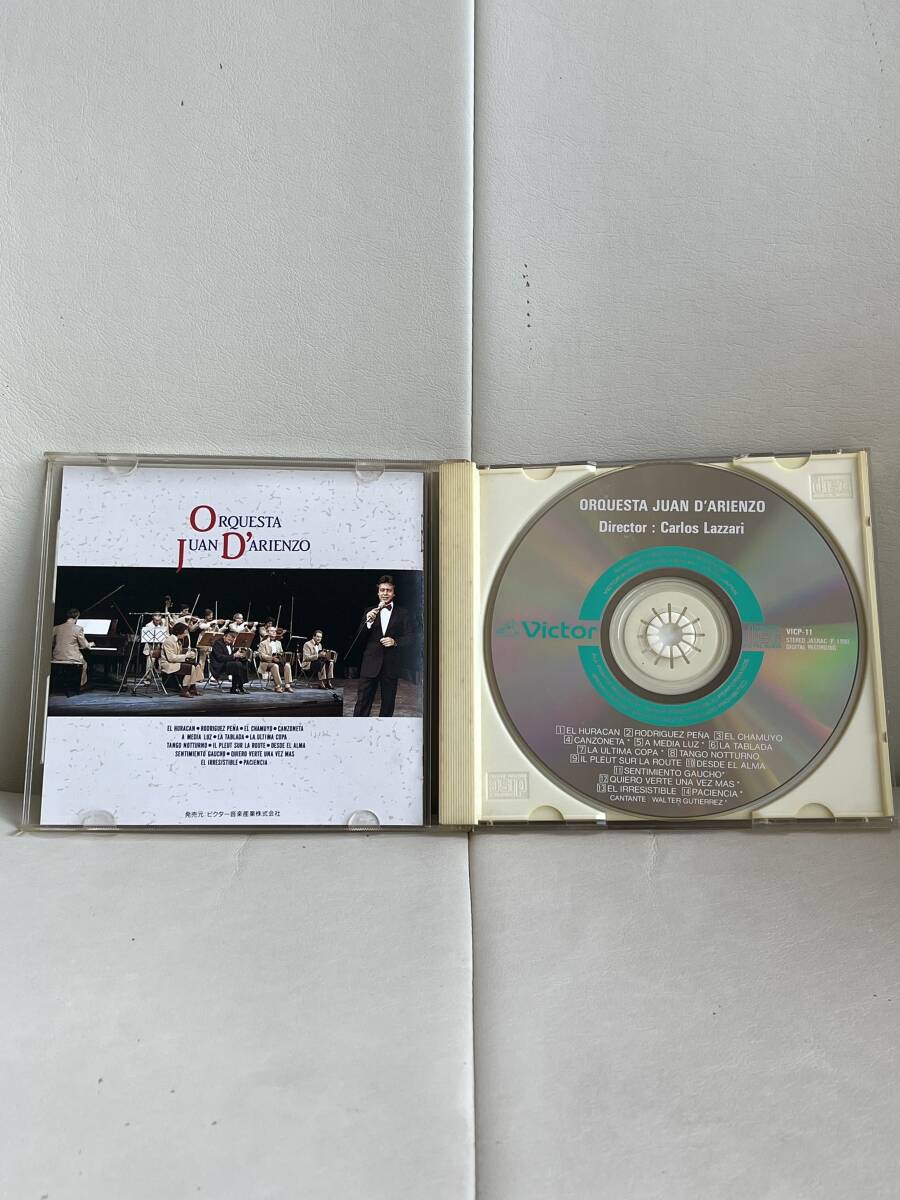 ORQUESTA
JUAN D'ARIENZO
EL HURACAN • RODRIGUEZ PEÑA • EL CHAMUYO • CANZONETA
A MEDIA LUZ • LA TABLADA • LA ULTIMA COPA
TANGO NOTTURNO • IL PLEUT SUR LA ROUTE • DESDE EL ALMA
SENTIMIENTO GAUCHO • QUIERO VERTE UNA VEZ MAS
EL IRRESISTIBLE • PACIENCIA
発売元/ビクター音楽産業株式会社
ORQUESTA JUAN D'ARIENZO
Director : Carlos Lazzari
Victor
VICP-11
STEREO JASRAC Ⓟ 1990
DIGITAL RECORDING
1 EL HURACAN 2 RODRIGUEZ PEÑA 3 EL CHAMUYO
4 CANZONETA * 5 A MEDIA LUZ * 6 LA TABLADA
7 LA ULTIMA COPA * 8 TANGO NOTTURNO
9 IL PLEUT SUR LA ROUTE 10 DESDE EL ALMA
11 SENTIMIENTO GAUCHO *
12 QUIERO VERTE UNA VEZ MAS *
13 EL IRRESISTIBLE 14 PACIENCIA *
CANTANTE : WALTER GUTIERREZ *